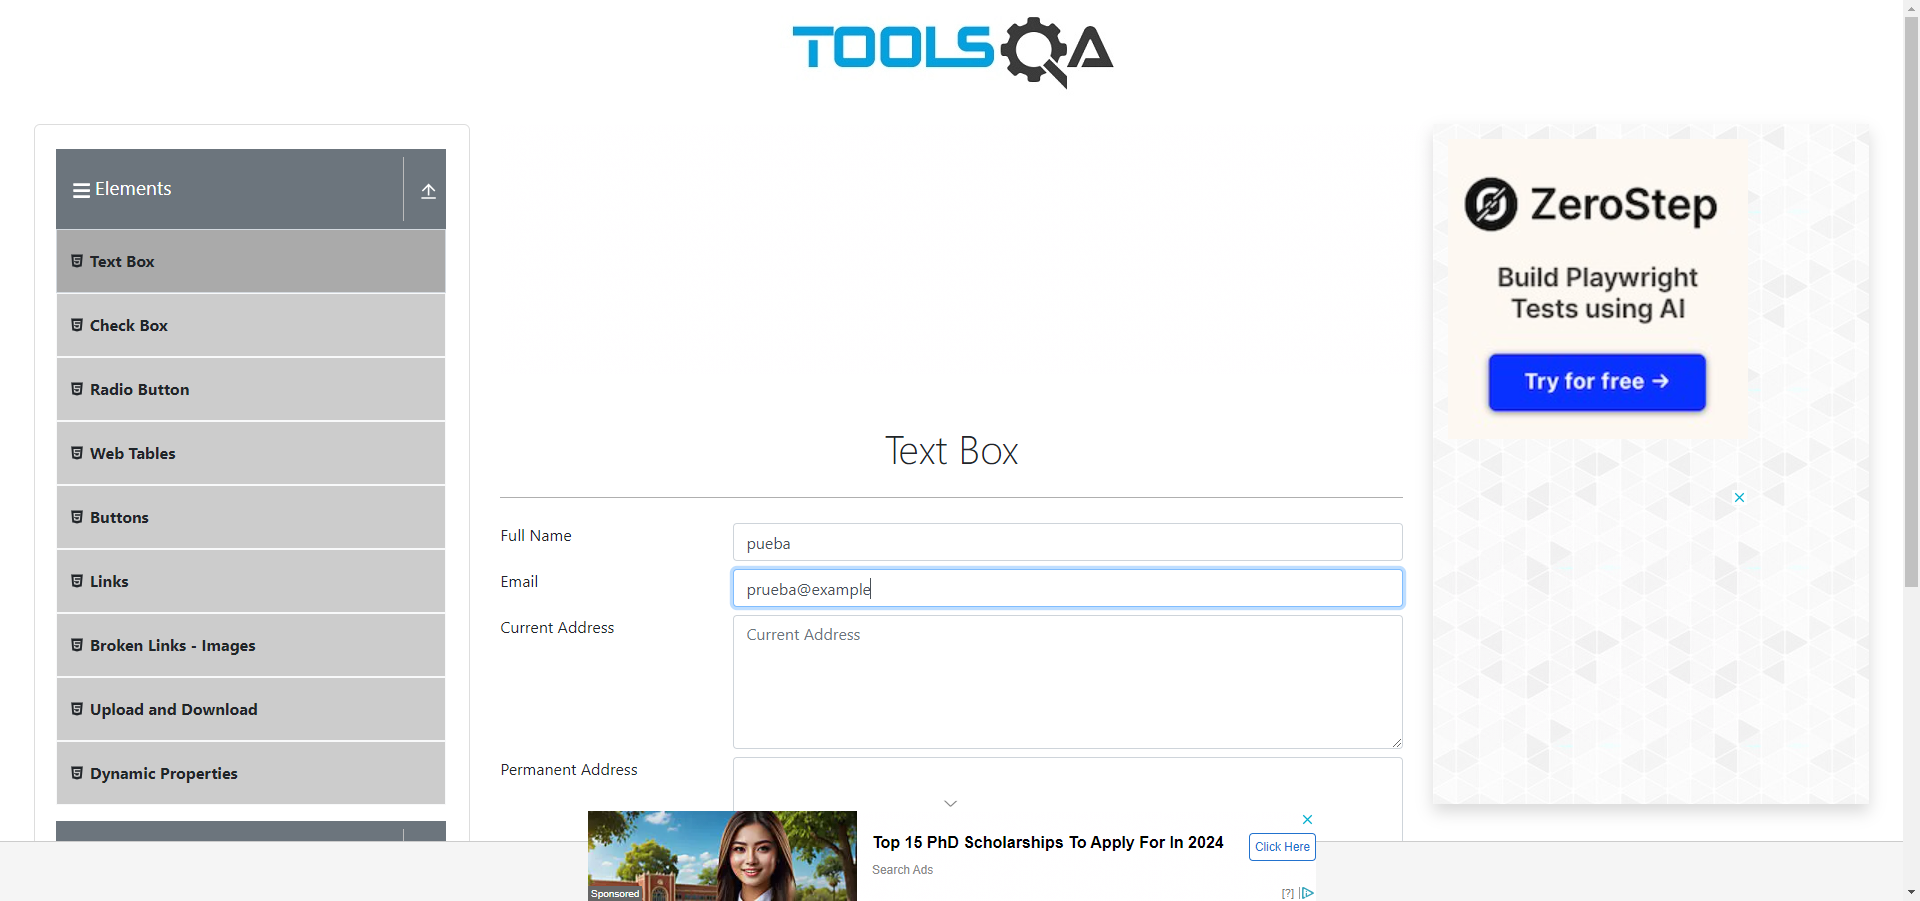 TOOLSQA
Elements
Text Box
Check Box
Radio Button
Web Tables
Buttons
Links
Broken Links - Images
Upload and Download
Dynamic Properties
Text Box
Full Name
pueba
Email
prueba@example
Current Address
Current Address
Permanent Address
ZeroStep
Build Playwright
Tests using AI
Try for free →
Sponsored
Top 15 PhD Scholarships To Apply For In 2024
Search Ads
Click Here
[?]